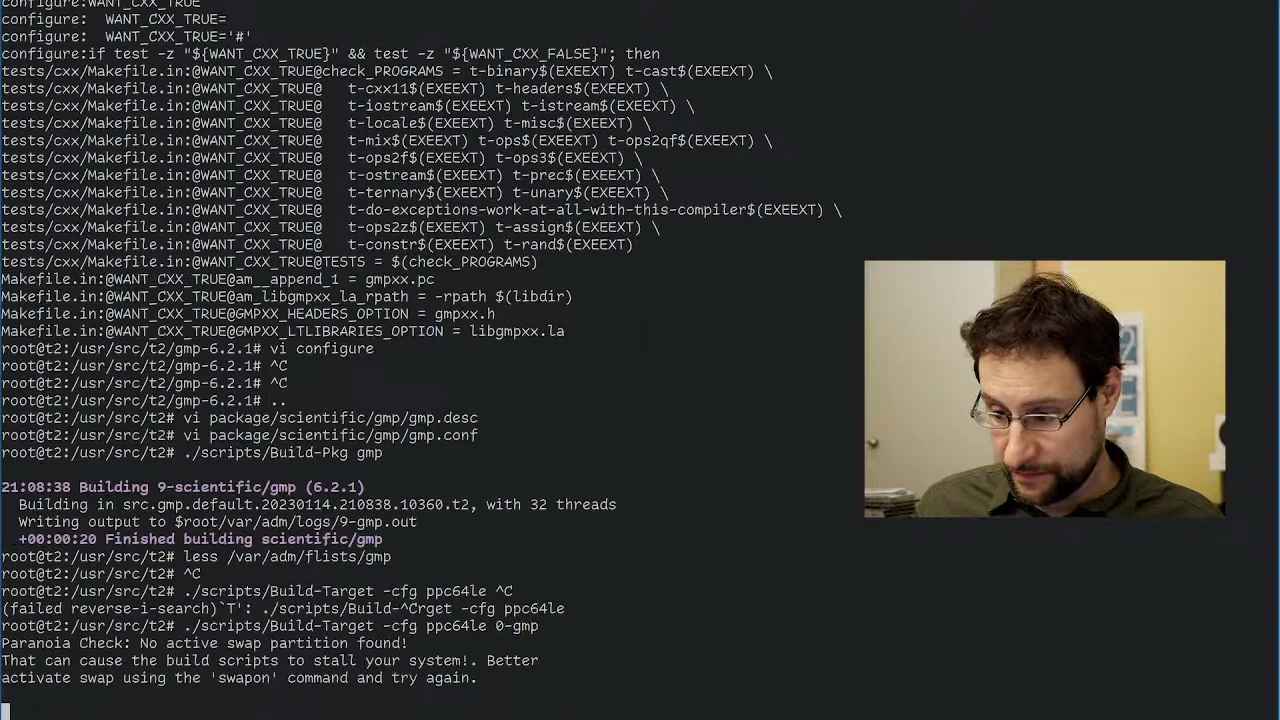 configure:WANT_CXX_TRUE
configure:  WANT_CXX_TRUE=
configure:  WANT_CXX_TRUE='#'
configure:if test -z "${WANT_CXX_TRUE}" && test -z "${WANT_CXX_FALSE}"; then
tests/cxx/Makefile.in:@WANT_CXX_TRUE@check_PROGRAMS = t-binary$(EXEEXT) t-cast$(EXEEXT) \
tests/cxx/Makefile.in:@WANT_CXX_TRUE@   t-cxx11$(EXEEXT) t-headers$(EXEEXT) \
tests/cxx/Makefile.in:@WANT_CXX_TRUE@   t-iostream$(EXEEXT) t-istream$(EXEEXT) \
tests/cxx/Makefile.in:@WANT_CXX_TRUE@   t-locale$(EXEEXT) t-misc$(EXEEXT) \
tests/cxx/Makefile.in:@WANT_CXX_TRUE@   t-mix$(EXEEXT) t-ops$(EXEEXT) t-ops2qf$(EXEEXT) \
tests/cxx/Makefile.in:@WANT_CXX_TRUE@   t-ops2f$(EXEEXT) t-ops3$(EXEEXT) \
tests/cxx/Makefile.in:@WANT_CXX_TRUE@   t-ostream$(EXEEXT) t-prec$(EXEEXT) \
tests/cxx/Makefile.in:@WANT_CXX_TRUE@   t-ternary$(EXEEXT) t-unary$(EXEEXT) \
tests/cxx/Makefile.in:@WANT_CXX_TRUE@   t-do-exceptions-work-at-all-with-this-compiler$(EXEEXT) \
tests/cxx/Makefile.in:@WANT_CXX_TRUE@   t-ops2z$(EXEEXT) t-assign$(EXEEXT) \
tests/cxx/Makefile.in:@WANT_CXX_TRUE@   t-constr$(EXEEXT) t-rand$(EXEEXT)
tests/cxx/Makefile.in:@WANT_CXX_TRUE@TESTS = $(check_PROGRAMS)
Makefile.in:@WANT_CXX_TRUE@am__append_1 = gmpxx.pc
Makefile.in:@WANT_CXX_TRUE@am_libgmpxx_la_rpath = -rpath $(libdir)
Makefile.in:@WANT_CXX_TRUE@GMPXX_HEADERS_OPTION = gmpxx.h
Makefile.in:@WANT_CXX_TRUE@GMPXX_LTLIBRARIES_OPTION = libgmpxx.la
root@t2:/usr/src/t2/gmp-6.2.1# vi configure
root@t2:/usr/src/t2/gmp-6.2.1# ^C
root@t2:/usr/src/t2/gmp-6.2.1# ^C
root@t2:/usr/src/t2/gmp-6.2.1# ..
root@t2:/usr/src/t2# vi package/scientific/gmp/gmp.desc
root@t2:/usr/src/t2# vi package/scientific/gmp/gmp.conf
root@t2:/usr/src/t2# ./scripts/Build-Pkg gmp
21:08:38 Building 9-scientific/gmp (6.2.1)
  Building in src.gmp.default.20230114.210838.10360.t2, with 32 threads
  Writing output to $root/var/adm/logs/9-gmp.out
  +00:00:20 Finished building scientific/gmp
root@t2:/usr/src/t2# less /var/adm/flists/gmp
root@t2:/usr/src/t2# ^C
root@t2:/usr/src/t2# ./scripts/Build-Target -cfg ppc64le ^C
(failed reverse-i-search)`T': ./scripts/Build-^Crget -cfg ppc64le
root@t2:/usr/src/t2# ./scripts/Build-Target -cfg ppc64le 0-gmp
Paranoia Check: No active swap partition found!
That can cause the build scripts to stall your system!. Better
activate swap using the 'swapon' command and try again.